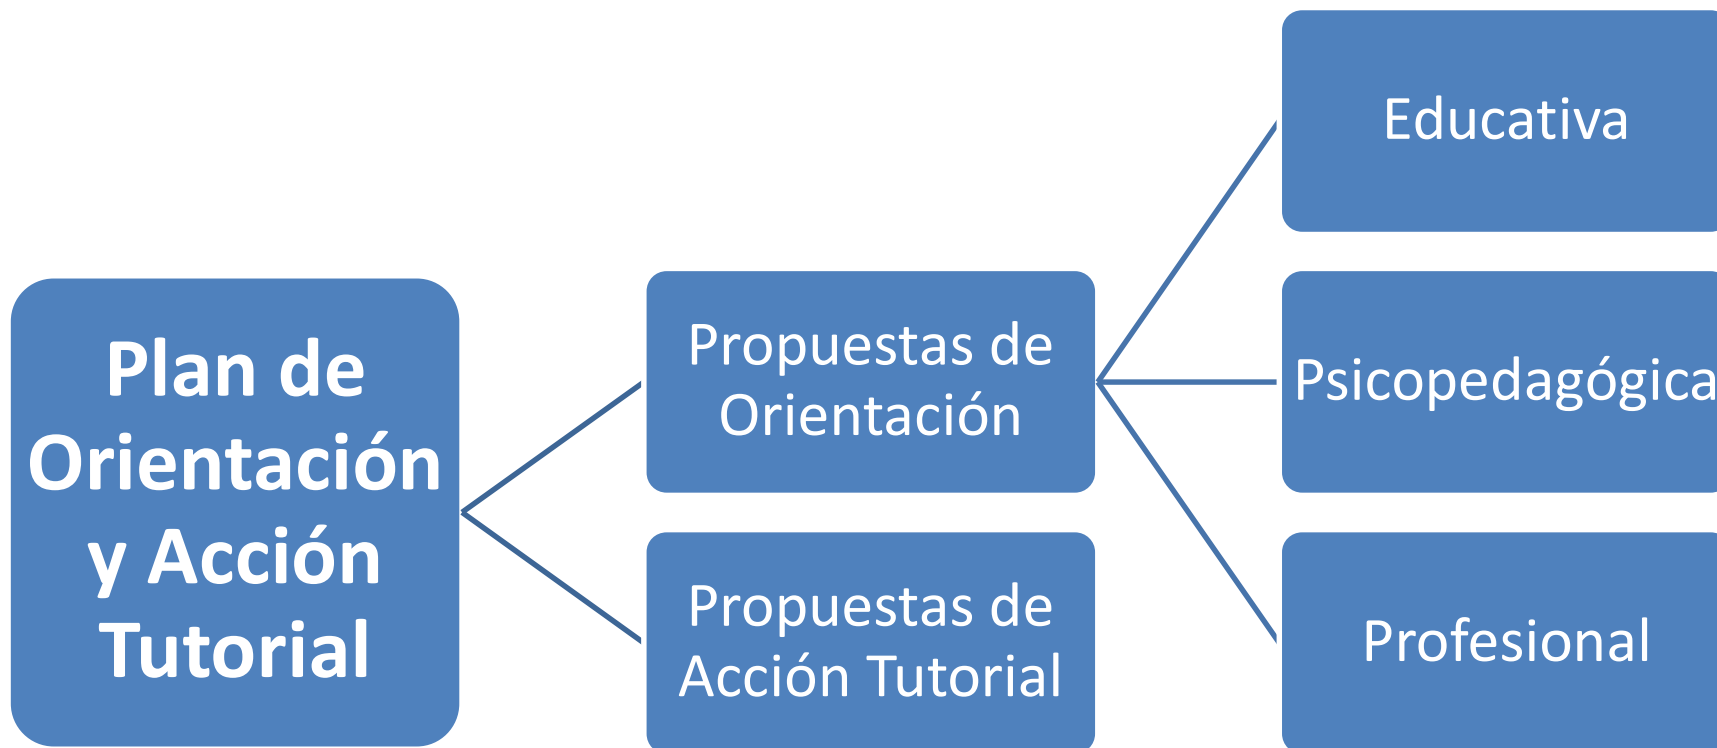 Plan de
Orientación
y Acción
Tutorial
Propuestas de
Orientación
Propuestas de
Acción Tutorial
Educativa
Psicopedagógica
Profesional